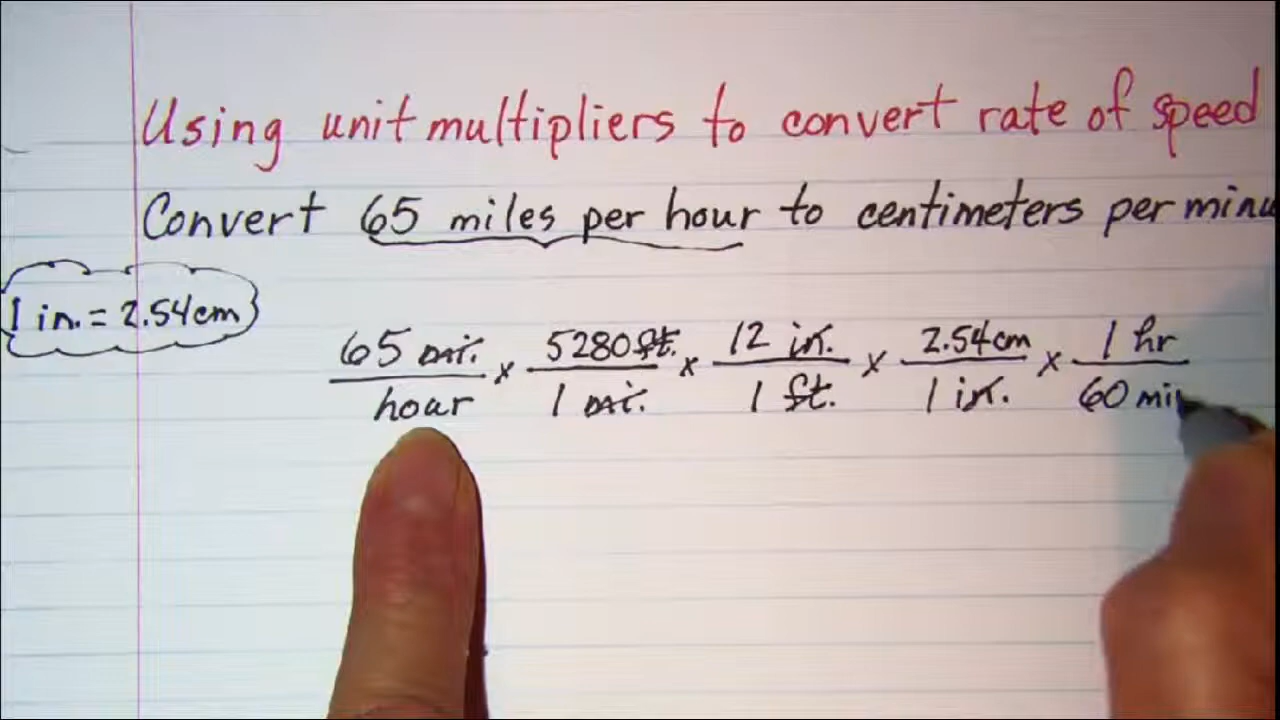 Using unit multipliers to convert rate of speed
Convert 65 miles per hour to centimeters per minu
1 in. = 2.54cm
65 mi. × 5280 ft. × 12 in. × 2.54cm × 1 hr
hour 1 mi. 1 ft. 1 in. 60 min